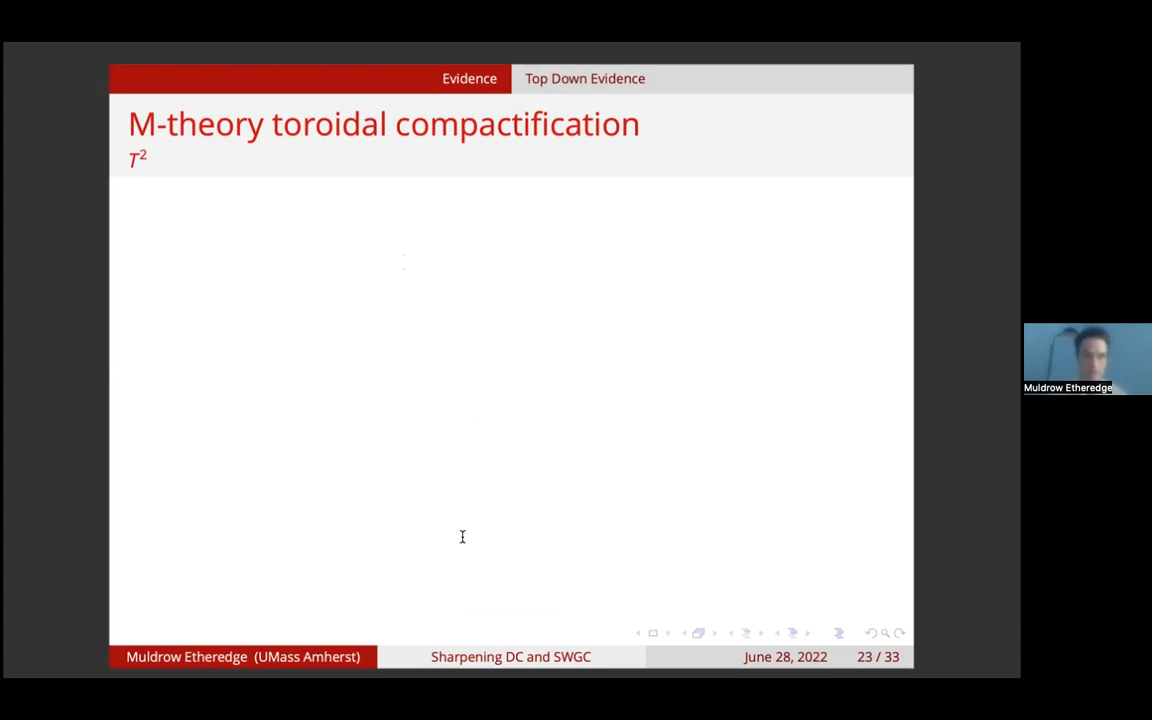 Evidence Top Down Evidence
M-theory toroidal compactification
T²
Muldrow Etheredge
Muldrow Etheredge (UMass Amherst) Sharpening DC and SWGC June 28, 2022 23 / 33